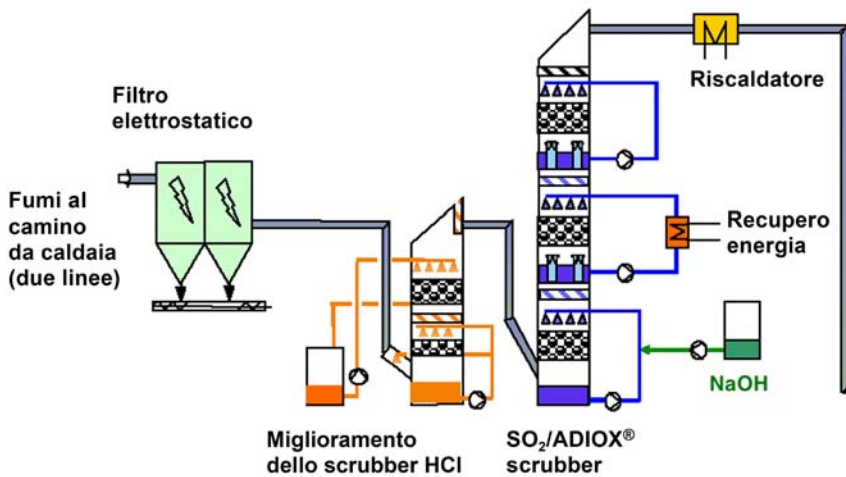 Filtro
elettrostatico
Fumi al
camino
da caldaia
(due linee)
Riscaldatore
Recupero
energia
NaOH
Miglioramento
dello scrubber HCl
SO₂/ADIOX®
scrubber